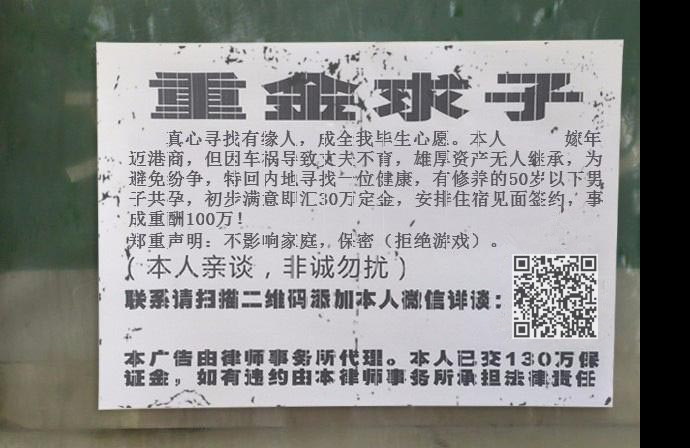 重金求子
真心寻找有缘人，成全我毕生心愿。本人 嫁年
迈港商，但因车祸导致丈夫不育，雄厚资产无人继承，为
避免纷争，特回内地寻找一位健康，有修养的50岁以下男
子共孕，初步满意即汇30万定金，安排住宿见面签约，事
成重酬100万！
郑重声明：不影响家庭，保密（拒绝游戏）。
（本人亲谈，非诚勿扰）
联系请扫描二维码添加本人微信详谈：
本广告由律师事务所代理。本人已交130万保
证金，如有违约由本律师事务所承担法律责任